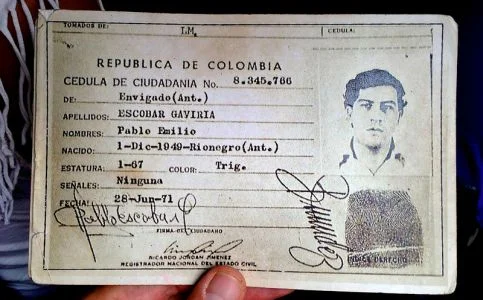 TOMADOS DE: I.M. CEDULA:
REPUBLICA DE COLOMBIA
CEDULA DE CIUDADANIA No. 8.345.766
DE: Envigado(Ant.)
APELLIDOS: ESCOBAR GAVIRIA
NOMBRES: Pablo Emilio
NACIDO: 1-Dic-1949-Rionegro(Ant.)
ESTATURA: 1-67 COLOR: Trig.
SEÑALES: Ninguna
FECHA: 28-Jun-71
Pablo Escobar G
FIRMA DEL CIUDADANO
RICARDO JORDAN JIMENEZ
REGISTRADOR NACIONAL DEL ESTADO CIVIL
INDICE DERECHO